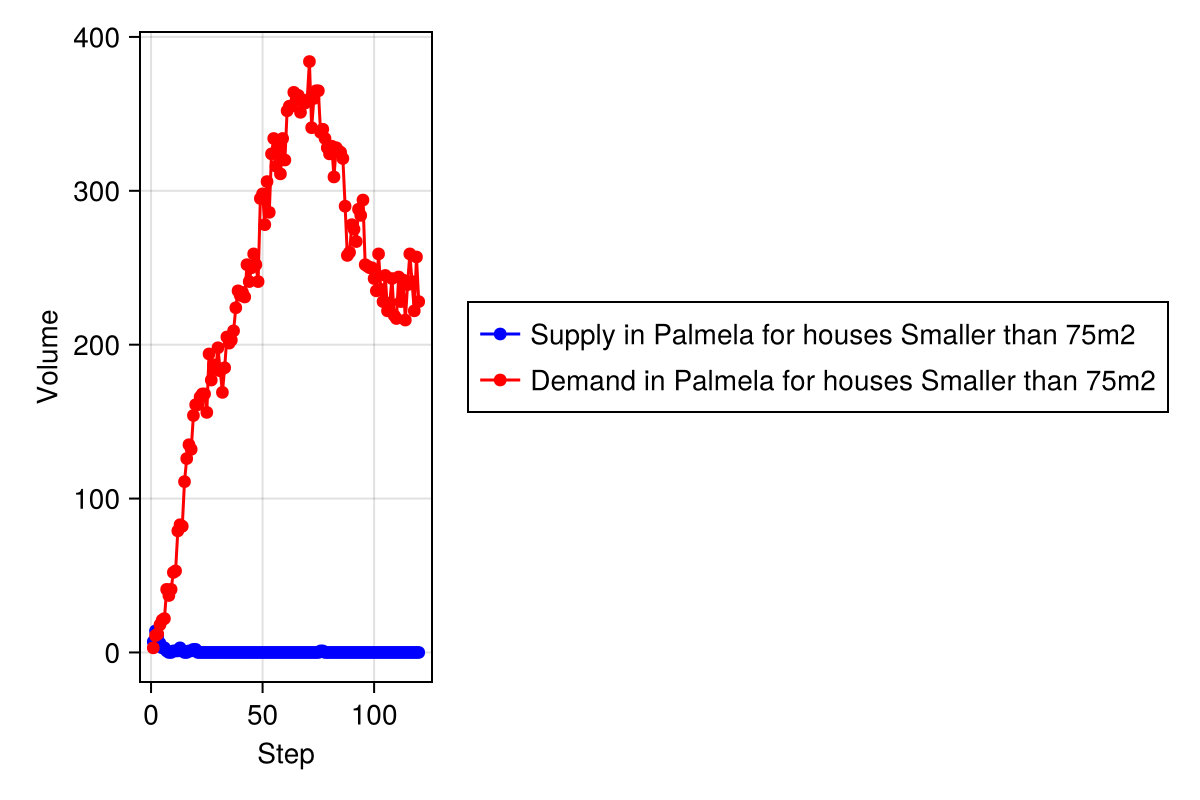 400
300
200
100
0
Volume
0 50 100
Step
Supply in Palmela for houses Smaller than 75m2
Demand in Palmela for houses Smaller than 75m2